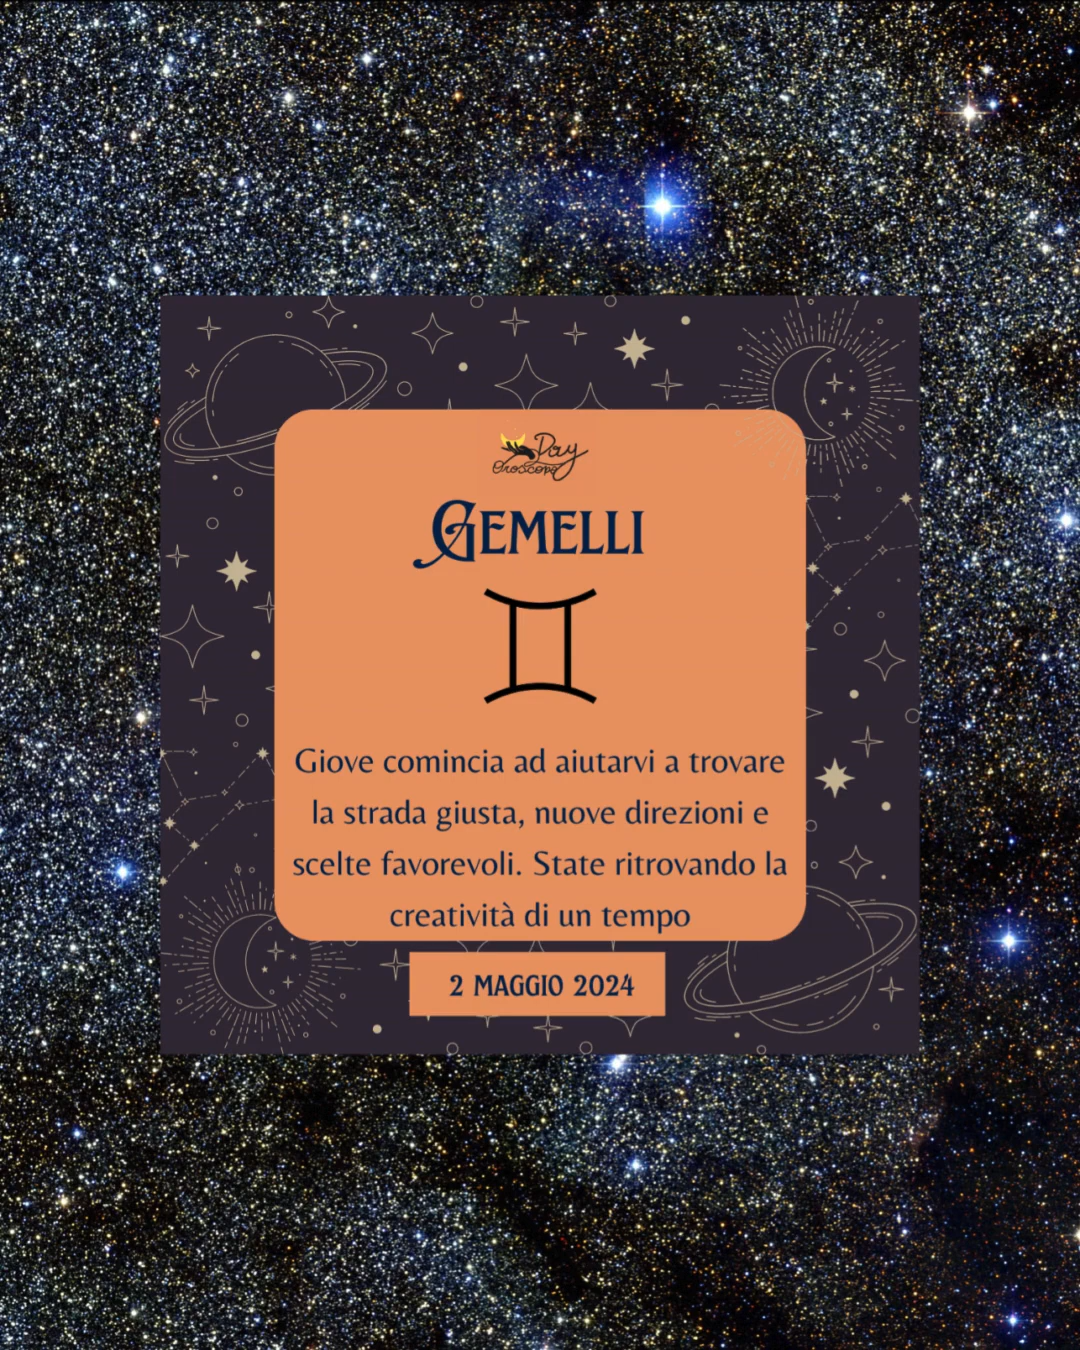 Day
Oroscopo
GEMELLI
Giove comincia ad aiutarvi a trovare
la strada giusta, nuove direzioni e
scelte favorevoli. State ritrovando la
creatività di un tempo
2 MAGGIO 2024